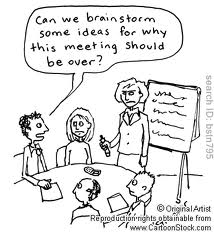 Can we brainstorm
some ideas for why
this meeting should
be over?
search ID: bstn795
© Original Artist
Reproduction rights obtainable from
www.CartoonStock.com